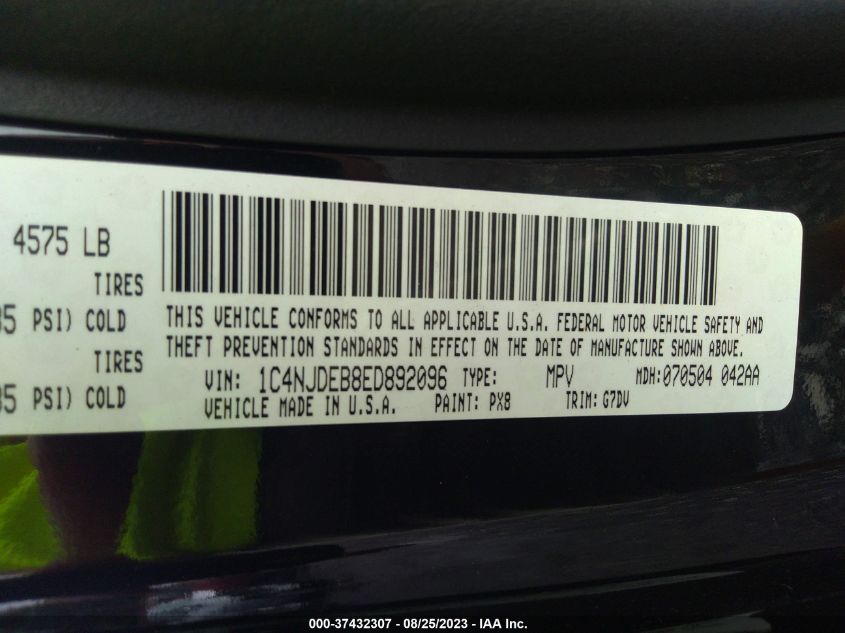 4575 LB
TIRES
PSI) COLD
TIRES
PSI) COLD
THIS VEHICLE CONFORMS TO ALL APPLICABLE U.S.A. FEDERAL MOTOR VEHICLE SAFETY AND
THEFT PREVENTION STANDARDS IN EFFECT ON THE DATE OF MANUFACTURE SHOWN ABOVE.
VIN: 1C4NJDEB8ED892096 TYPE: MPV MDH:070504 042AA
VEHICLE MADE IN U.S.A. PAINT: PX8 TRIM: G7DV
000-37432307 - 08/25/2023 - IAA Inc.